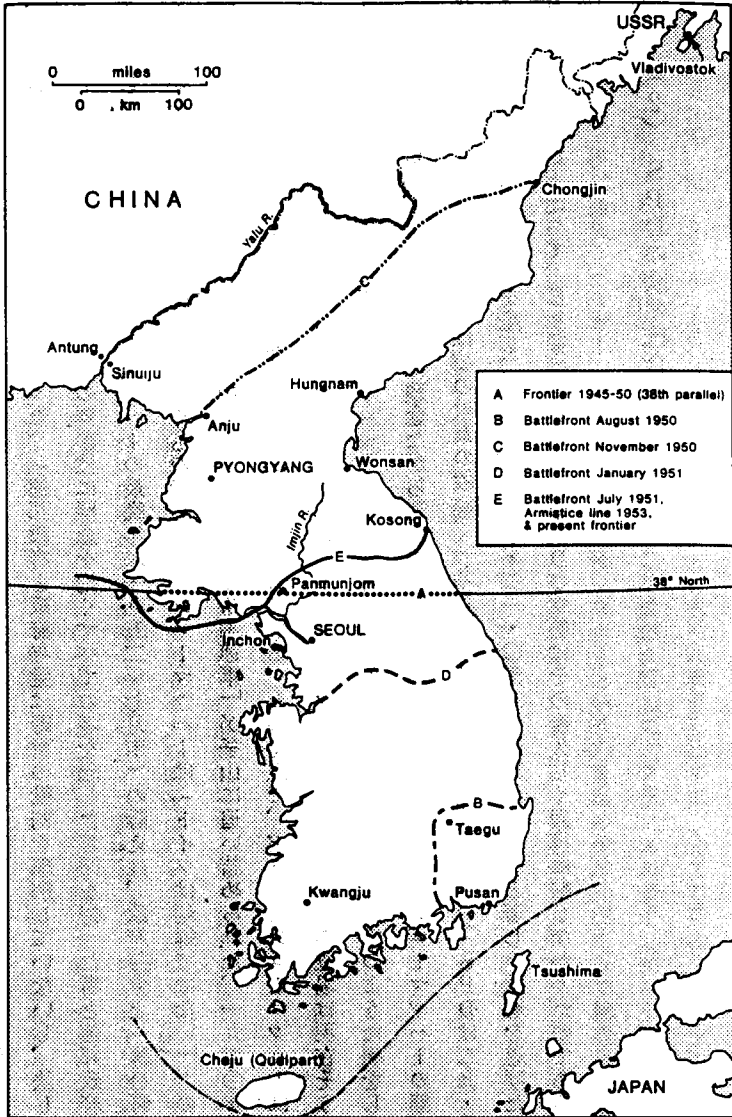 USSR
Vladivostok
0 miles 100
0 km 100
CHINA
Yalu R.
Chongjin
C
Antung
Sinuiju
Hungnam
Anju
PYONGYANG
Wonsan
A Frontier 1945-50 (38th parallel)
B Battlefront August 1950
C Battlefront November 1950
D Battlefront January 1951
E Battlefront July 1951,
Armistice line 1953,
& present frontier
Imjin R.
Kosong
E
Panmunjom
A
38° North
Inchon
SEOUL
D
B
Taegu
Kwangju
Pusan
Tsushima
Cheju (Quelpart)
JAPAN